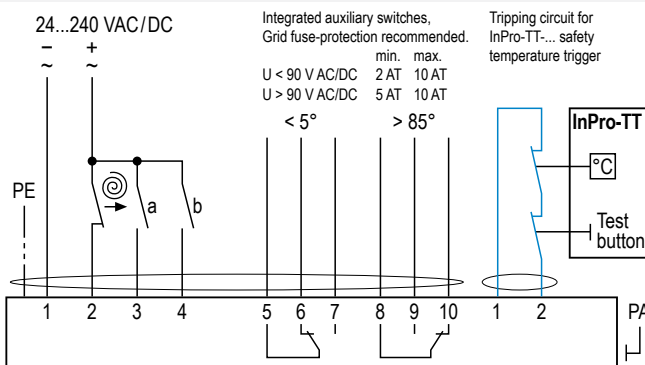 24...240 VAC/DC
– +
~ ~
Integrated auxiliary switches,
Grid fuse-protection recommended.
min. max.
U < 90 V AC/DC 2 AT 10 AT
U > 90 V AC/DC 5 AT 10 AT
< 5° > 85°
Tripping circuit for
InPro-TT-... safety
temperature trigger
InPro-TT
°C
Test
button
PE
a b
1 2 3 4 5 6 7 8 9 10 1 2
PA